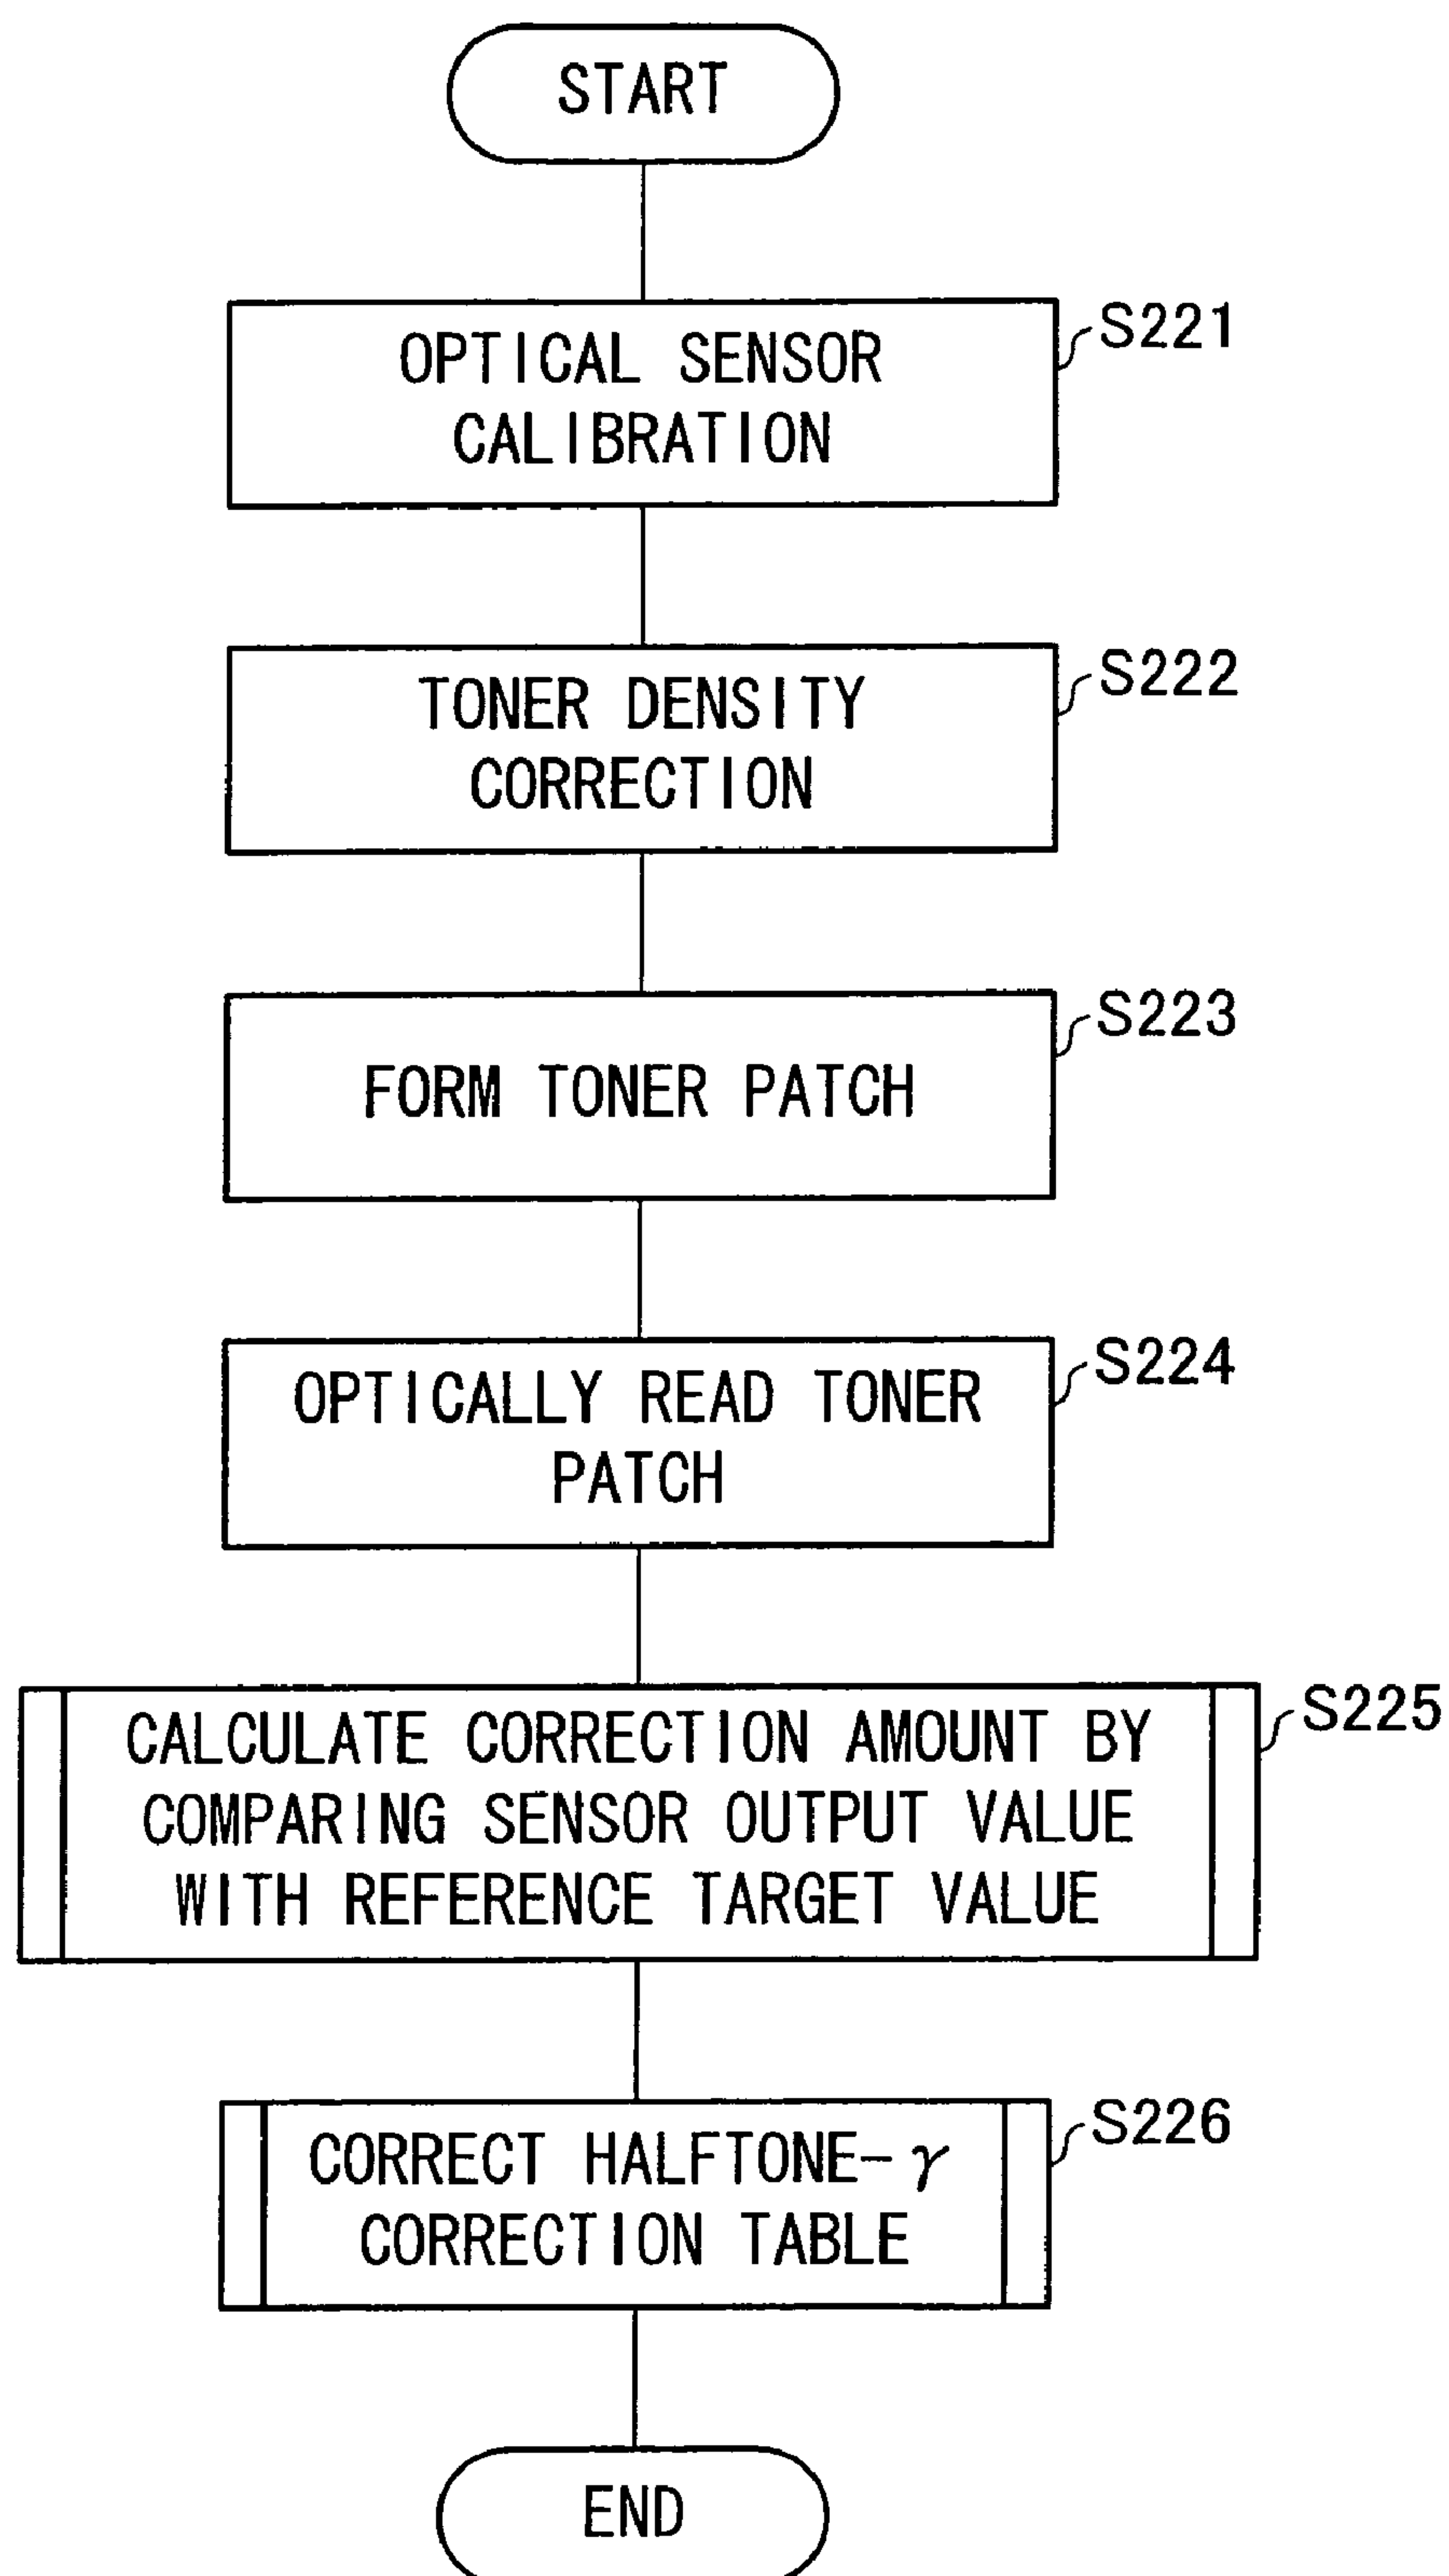 START
OPTICAL SENSOR
CALIBRATION
S221
TONER DENSITY
CORRECTION
S222
FORM TONER PATCH
S223
OPTICALLY READ TONER
PATCH
S224
CALCULATE CORRECTION AMOUNT BY
COMPARING SENSOR OUTPUT VALUE
WITH REFERENCE TARGET VALUE
S225
CORRECT HALFTONE-γ
CORRECTION TABLE
S226
END